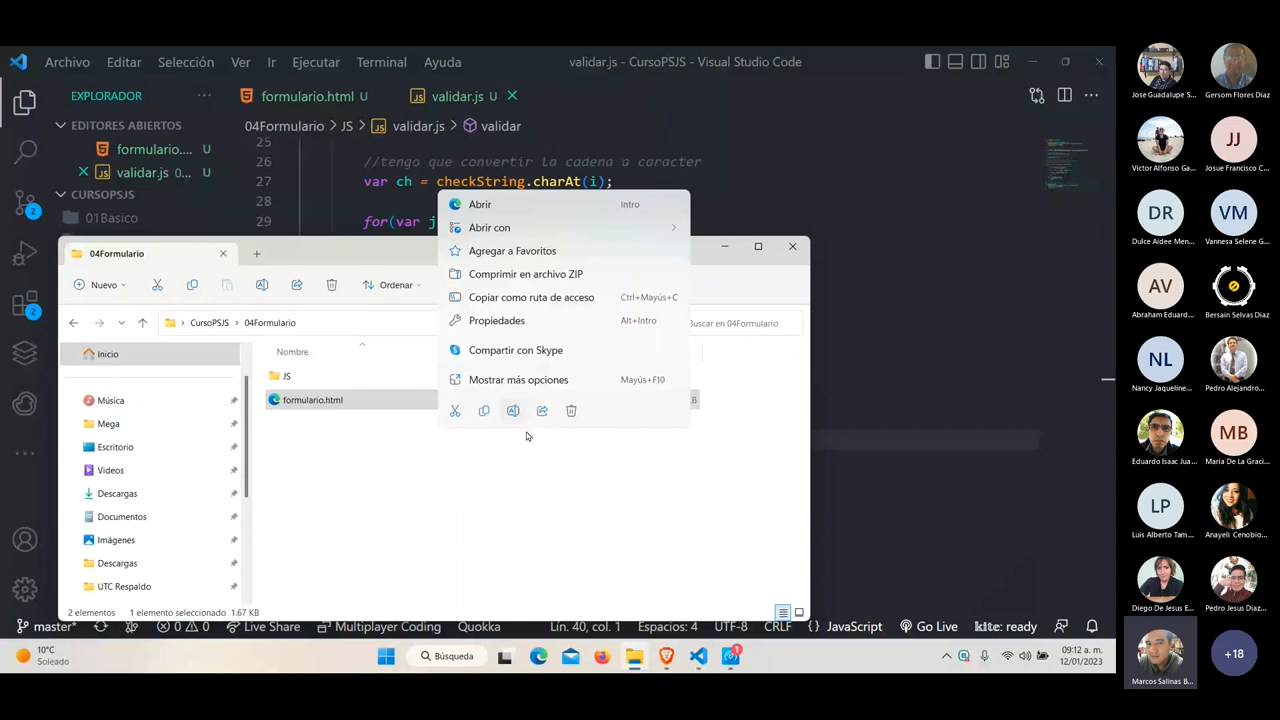 Archivo Editar Selección Ver Ir Ejecutar Terminal Ayuda
validar.js - CursoPSJS - Visual Studio Code
EXPLORADOR
formulario.html U
validar.js U
EDITORES ABIERTOS
04Formulario > JS > validar.js > validar
formulario.... U
validar.js 0... U
CURSOPSJS
01Basico
25
26 //tengo que convertir la cadena a caracter
27 var ch = checkString.charAt(i);
28
29 for(var j
2
2
04Formulario
Nuevo
Ordenar
CursoPSJS > 04Formulario
Buscar en 04Formulario
Inicio
Música
Mega
Escritorio
Videos
Descargas
Documentos
Imágenes
Descargas
UTC Respaldo
Nombre
JS
formulario.html
2 elementos 1 elemento seleccionado 1.67 KB
Abrir Intro
Abrir con
Agregar a Favoritos
Comprimir en archivo ZIP
Copiar como ruta de acceso Ctrl+Mayús+C
Propiedades Alt+Intro
Compartir con Skype
Mostrar más opciones Mayús+F10
master* 0 0 Live Share Multiplayer Coding Quokka Lín. 40, col. 1 Espacios: 4 UTF-8 CRLF {} JavaScript Go Live kite: ready
10°C
Soleado
Búsqueda
1
09:12 a. m.
12/01/2023
Jose Guadalupe S...
Gersom Flores Diaz
Victor Alfonso Ga...
JJ
Josue Francisco C...
DR
Dulce Aidee Men...
VM
Vannesa Selene G...
AV
Abraham Eduard...
Bersain Selvas Diaz
NL
Nancy Jaqueline...
Pedro Alejandro...
Eduardo Isaac Jua...
MB
Maria De La Graci...
LP
Luis Alberto Tam...
Anayeli Cenobio...
Diego De Jesus E...
Pedro Jesus Diaz...
Marcos Salinas B...
+18